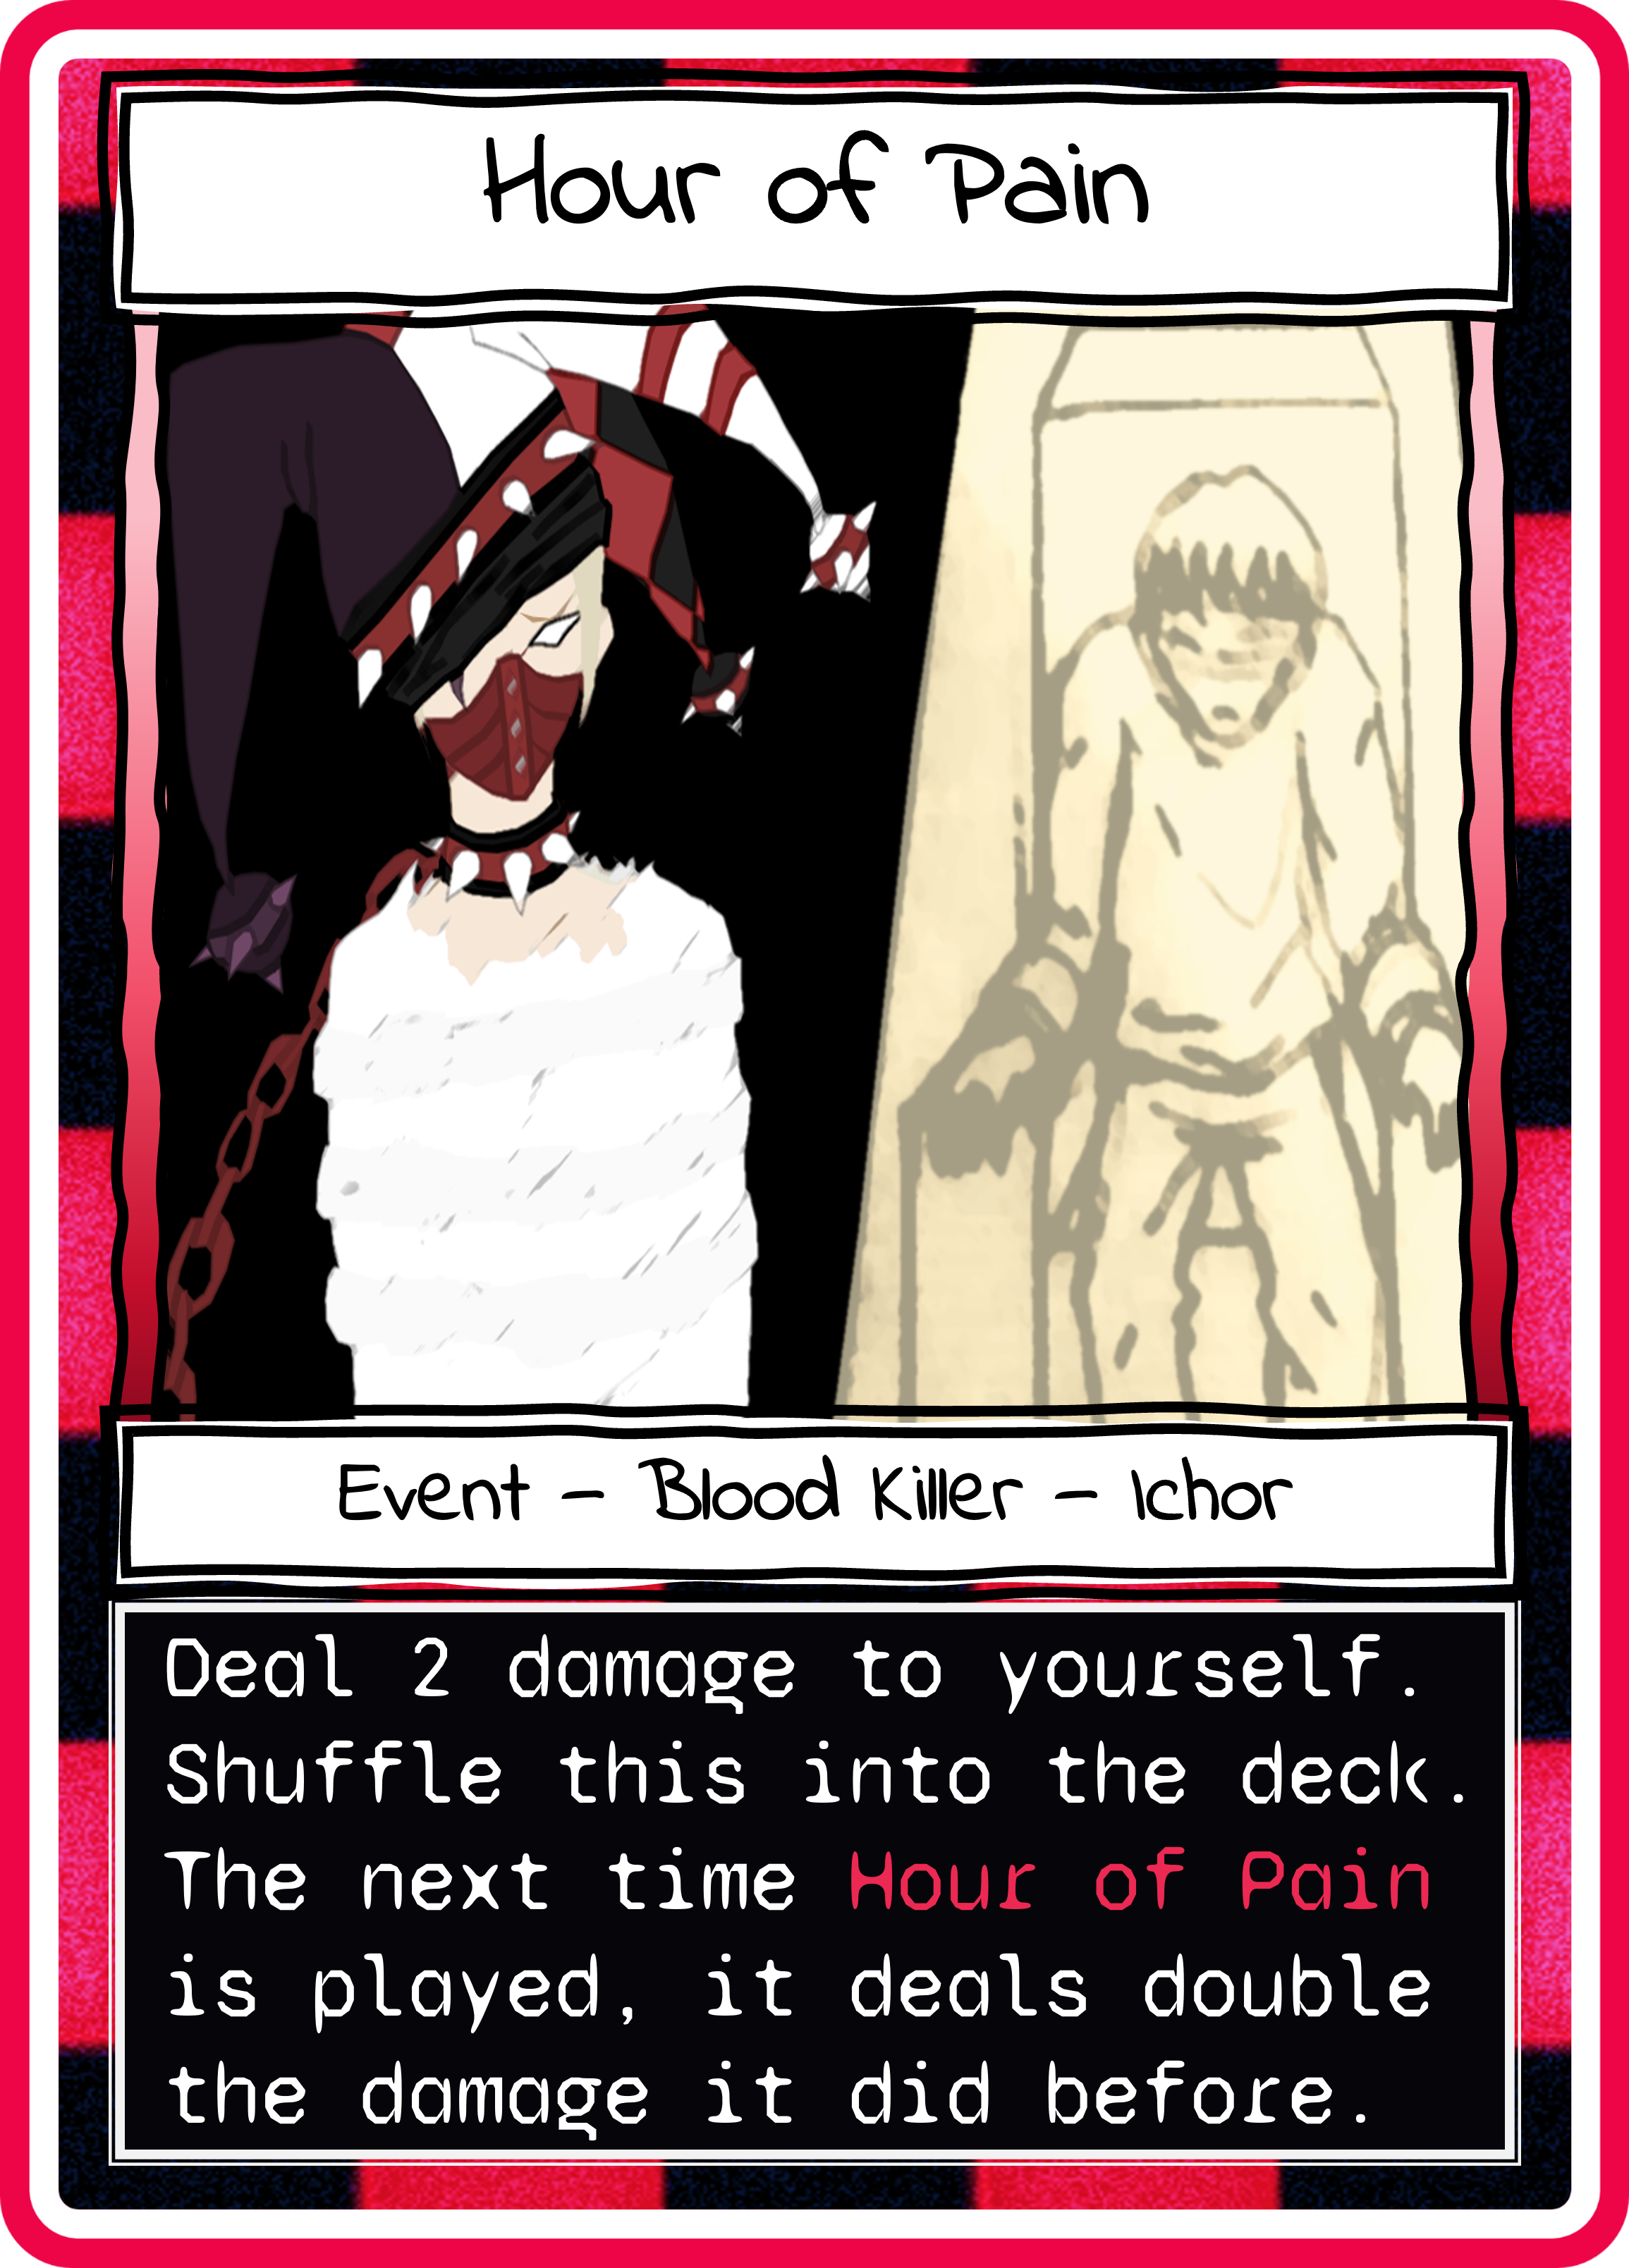 Hour of Pain
Event – Blood Killer – Ichor
Deal 2 damage to yourself.
Shuffle this into the deck.
The next time Hour of Pain
is played, it deals double
the damage it did before.